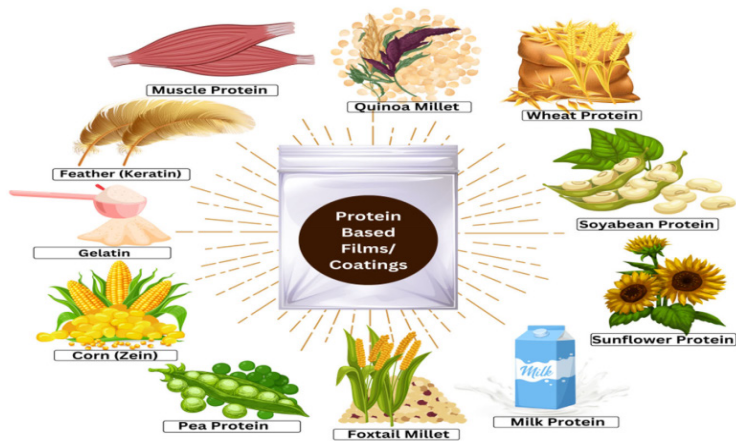 Muscle Protein
Quinoa Millet
Wheat Protein
Feather (Keratin)
Soyabean Protein
Protein
Based
Films/
Coatings
Gelatin
Sunflower Protein
Corn (Zein)
Milk
Pea Protein
Foxtail Millet
Milk Protein